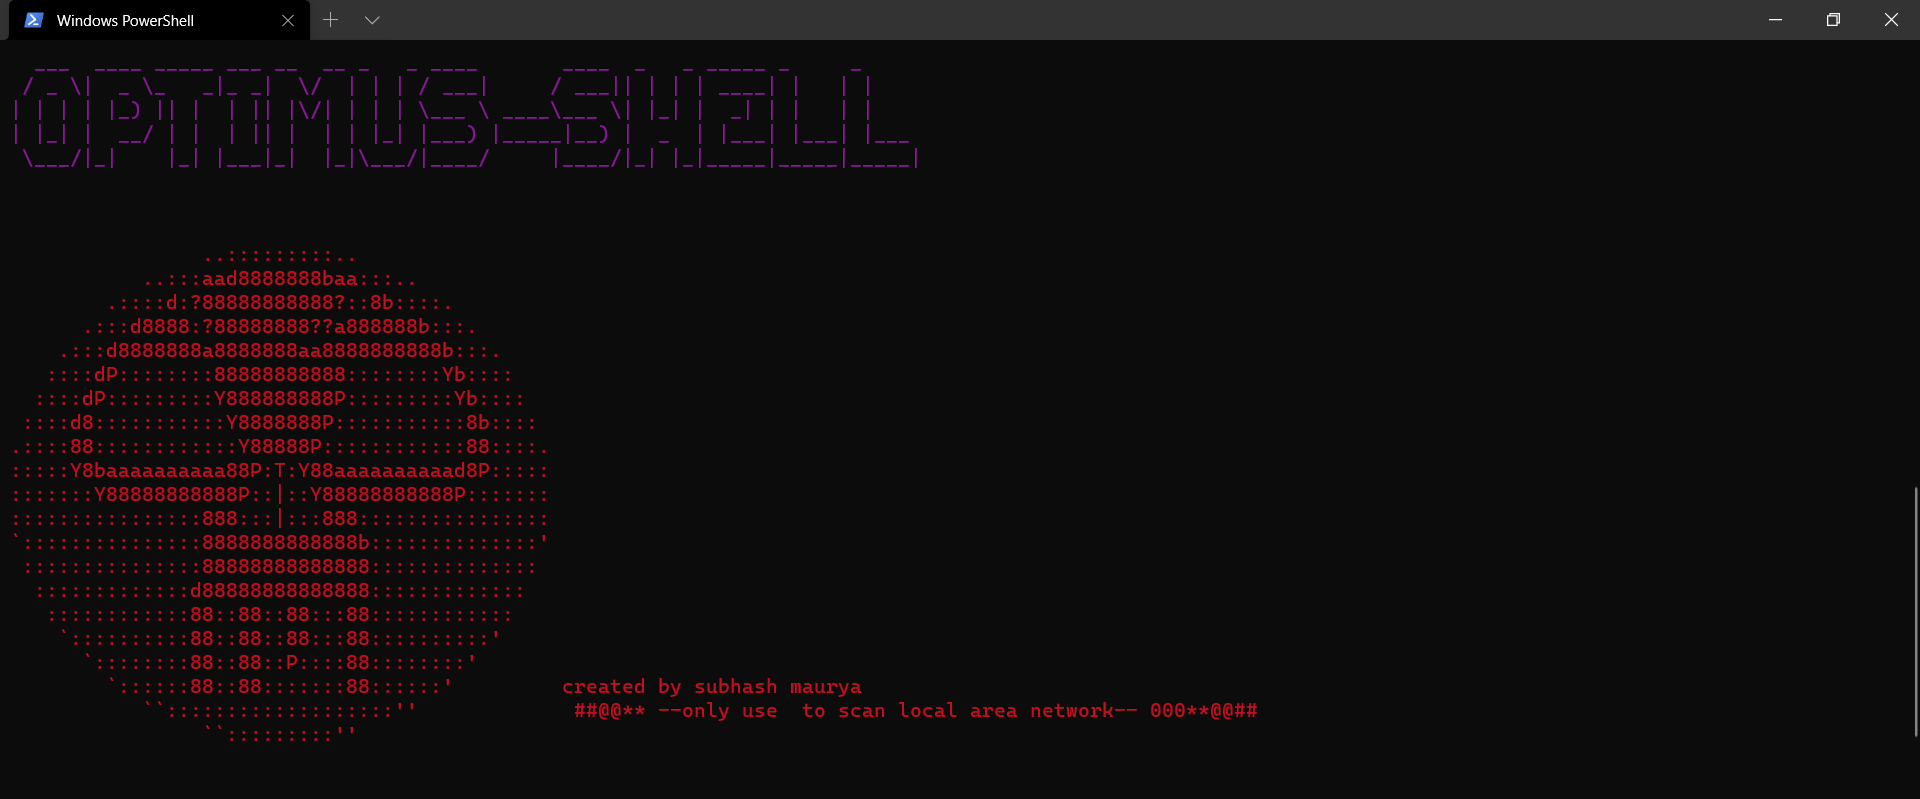 Windows PowerShell
OPTIMUS-SHELL
..:::::::::..
..:::aad8888888baa:::..
.::::d:?88888888888?::8b::::.
.:::d8888:?88888888??a888888b:::.
.:::d8888888a8888888aa8888888888b:::.
::::dP::::::::88888888888::::::::Yb::::
::::dP:::::::::Y888888888P:::::::::Yb::::
::::d8:::::::::::Y8888888P:::::::::::8b::::
.::::88::::::::::::Y88888P::::::::::::88::::.
:::::Y8baaaaaaaaaa88P:T:Y88aaaaaaaaaad8P:::::
:::::::Y88888888888P::|::Y88888888888P:::::::
::::::::::::::::888:::|:::888::::::::::::::::
`:::::::::::::::8888888888888b::::::::::::::'
:::::::::::::::88888888888888::::::::::::::
:::::::::::::d88888888888888:::::::::::::
::::::::::::88::88::88:::88::::::::::::
`::::::::::88::88::88:::88::::::::::'
`::::::::88::88::P::::88::::::::'
`::::::88::88:::::::88::::::' created by subhash maurya
``:::::::::::::::::::'' ##@@** --only use  to scan local area network-- 000**@@##
``:::::::::''